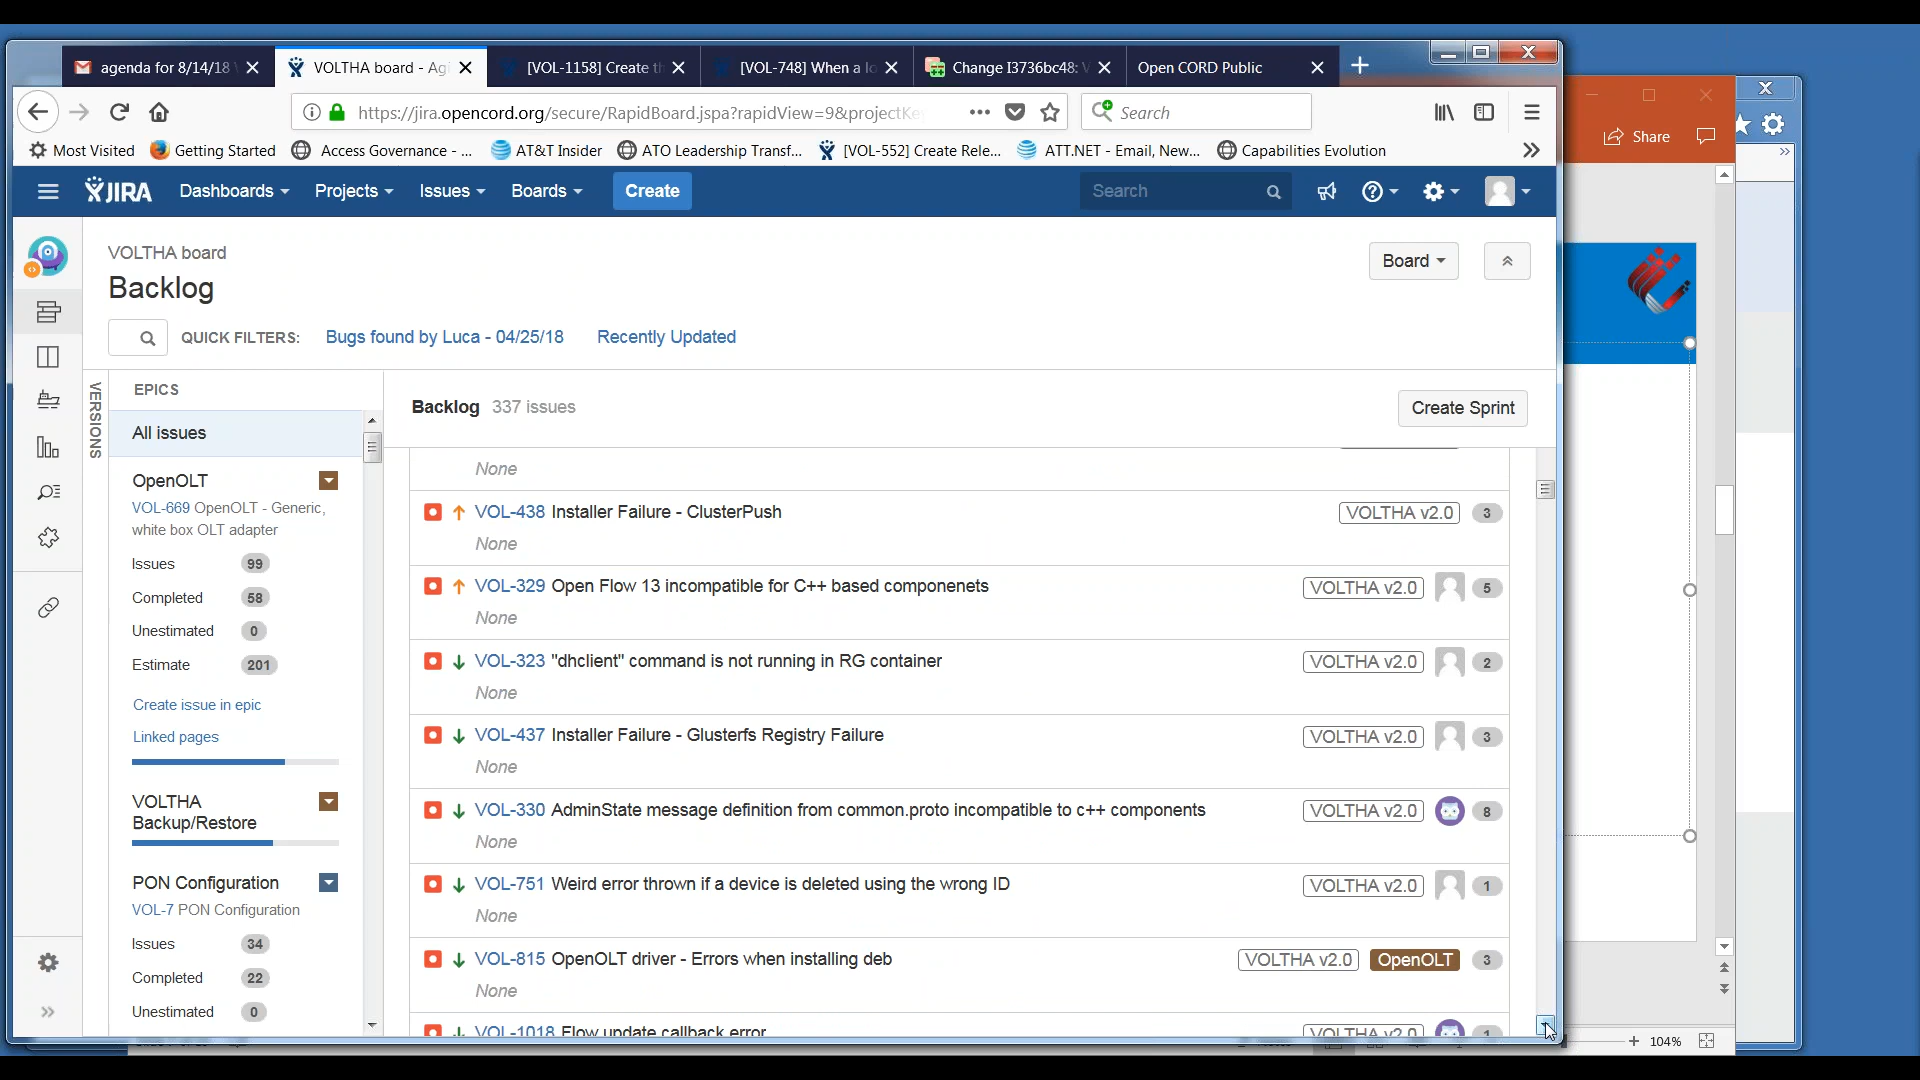 agenda for 8/14/18
VOLTHA board - Agi
[VOL-1158] Create th
[VOL-748] When a lo
Change I3736bc48: V
Open CORD Public
https://jira.opencord.org/secure/RapidBoard.jspa?rapidView=9&projectKe
Search
Share
Most Visited
Getting Started
Access Governance - ...
AT&T Insider
ATO Leadership Transf...
[VOL-552] Create Rele...
ATT.NET - Email, New...
Capabilities Evolution
JIRA
Dashboards
Projects
Issues
Boards
Create
Search
VOLTHA board
Backlog
Board
QUICK FILTERS:
Bugs found by Luca - 04/25/18
Recently Updated
VERSIONS
EPICS
All issues
OpenOLT
VOL-669 OpenOLT - Generic,
white box OLT adapter
Issues 99
Completed 58
Unestimated 0
Estimate 201
Create issue in epic
Linked pages
VOLTHA
Backup/Restore
PON Configuration
VOL-7 PON Configuration
Issues 34
Completed 22
Unestimated 0
Backlog 337 issues
Create Sprint
None
VOL-438 Installer Failure - ClusterPush VOLTHA v2.0 3
None
VOL-329 Open Flow 13 incompatible for C++ based componenets VOLTHA v2.0 5
None
VOL-323 "dhclient" command is not running in RG container VOLTHA v2.0 2
None
VOL-437 Installer Failure - Glusterfs Registry Failure VOLTHA v2.0 3
None
VOL-330 AdminState message definition from common.proto incompatible to c++ components VOLTHA v2.0 8
None
VOL-751 Weird error thrown if a device is deleted using the wrong ID VOLTHA v2.0 1
None
VOL-815 OpenOLT driver - Errors when installing deb VOLTHA v2.0 OpenOLT 3
None
VOL-1018 Flow update callback error VOLTHA v2.0 1
104%